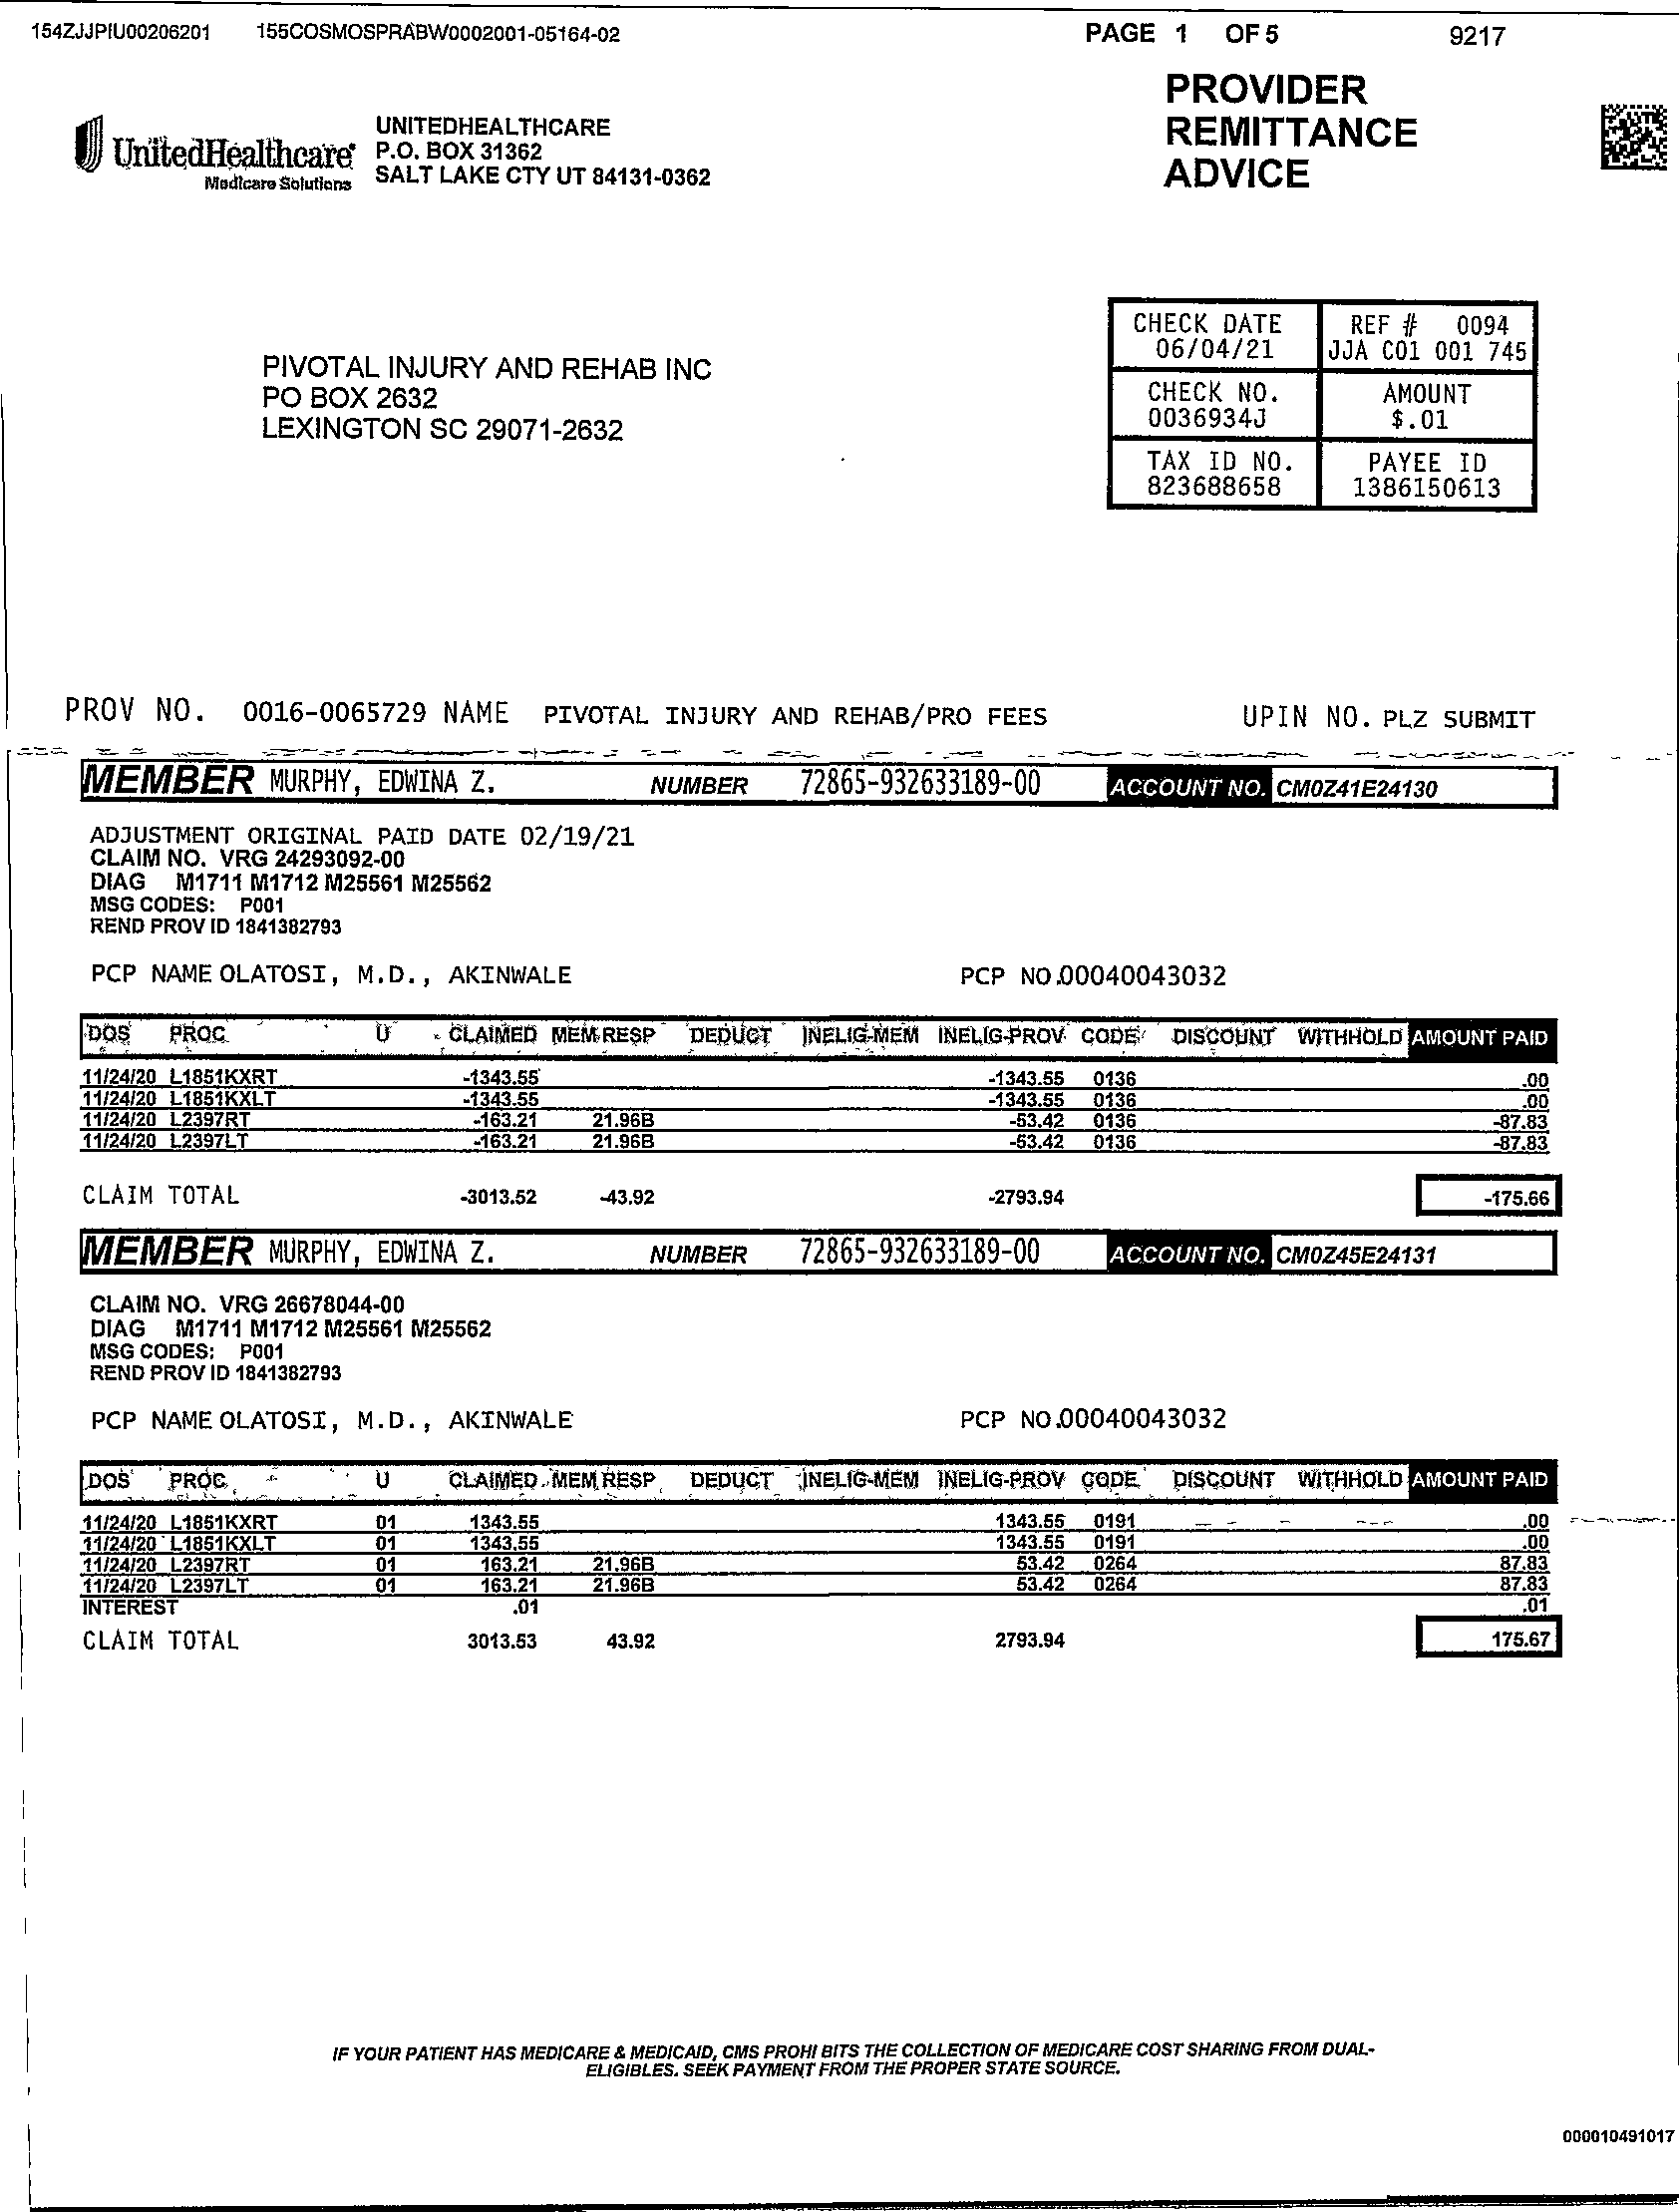 154ZJJPIU00206201 155COSMOSPRABW0002001-05164-02 PAGE 1 OF 5 9217
PROVIDER
REMITTANCE
ADVICE
UnitedHealthcare
Medicare Solutions
UNITEDHEALTHCARE
P.O. BOX 31362
SALT LAKE CTY UT 84131-0362
CHECK DATE REF # 0094
06/04/21 JJA C01 001 745
PIVOTAL INJURY AND REHAB INC
PO BOX 2632
LEXINGTON SC 29071-2632
CHECK NO. AMOUNT
0036934J $.01
TAX ID NO. PAYEE ID
823688658 1386150613
PROV NO. 0016-0065729 NAME PIVOTAL INJURY AND REHAB/PRO FEES UPIN NO. PLZ SUBMIT
MEMBER MURPHY, EDWINA Z. NUMBER 72865-932633189-00 ACCOUNT NO. CM0Z41E24130
ADJUSTMENT ORIGINAL PAID DATE 02/19/21
CLAIM NO. VRG 24293092-00
DIAG M1711 M1712 M25561 M25562
MSG CODES: P001
REND PROV ID 1841382793
PCP NAME OLATOSI, M.D., AKINWALE PCP NO.00040043032
DOS PROC U CLAIMED MEM RESP DEDUCT INELIG-MEM INELIG-PROV CODE DISCOUNT WITHHOLD AMOUNT PAID
11/24/20 L1851KXRT -1343.55 -1343.55 0136 .00
11/24/20 L1851KXLT -1343.55 -1343.55 0136 .00
11/24/20 L2397RT -163.21 21.96B -53.42 0136 -87.83
11/24/20 L2397LT -163.21 21.96B -53.42 0136 -87.83
CLAIM TOTAL -3013.52 -43.92 -2793.94 -175.66
MEMBER MURPHY, EDWINA Z. NUMBER 72865-932633189-00 ACCOUNT NO. CM0Z45E24131
CLAIM NO. VRG 26678044-00
DIAG M1711 M1712 M25561 M25562
MSG CODES: P001
REND PROV ID 1841382793
PCP NAME OLATOSI, M.D., AKINWALE PCP NO.00040043032
DOS PROC U CLAIMED MEM RESP DEDUCT INELIG-MEM INELIG-PROV CODE DISCOUNT WITHHOLD AMOUNT PAID
11/24/20 L1851KXRT 01 1343.55 1343.55 0191 .00
11/24/20 L1851KXLT 01 1343.55 1343.55 0191 .00
11/24/20 L2397RT 01 163.21 21.96B 53.42 0264 87.83
11/24/20 L2397LT 01 163.21 21.96B 53.42 0264 87.83
INTEREST .01 .01
CLAIM TOTAL 3013.53 43.92 2793.94 175.67
IF YOUR PATIENT HAS MEDICARE & MEDICAID, CMS PROHI BITS THE COLLECTION OF MEDICARE COST SHARING FROM DUAL-
ELIGIBLES. SEEK PAYMENT FROM THE PROPER STATE SOURCE.
000010491017